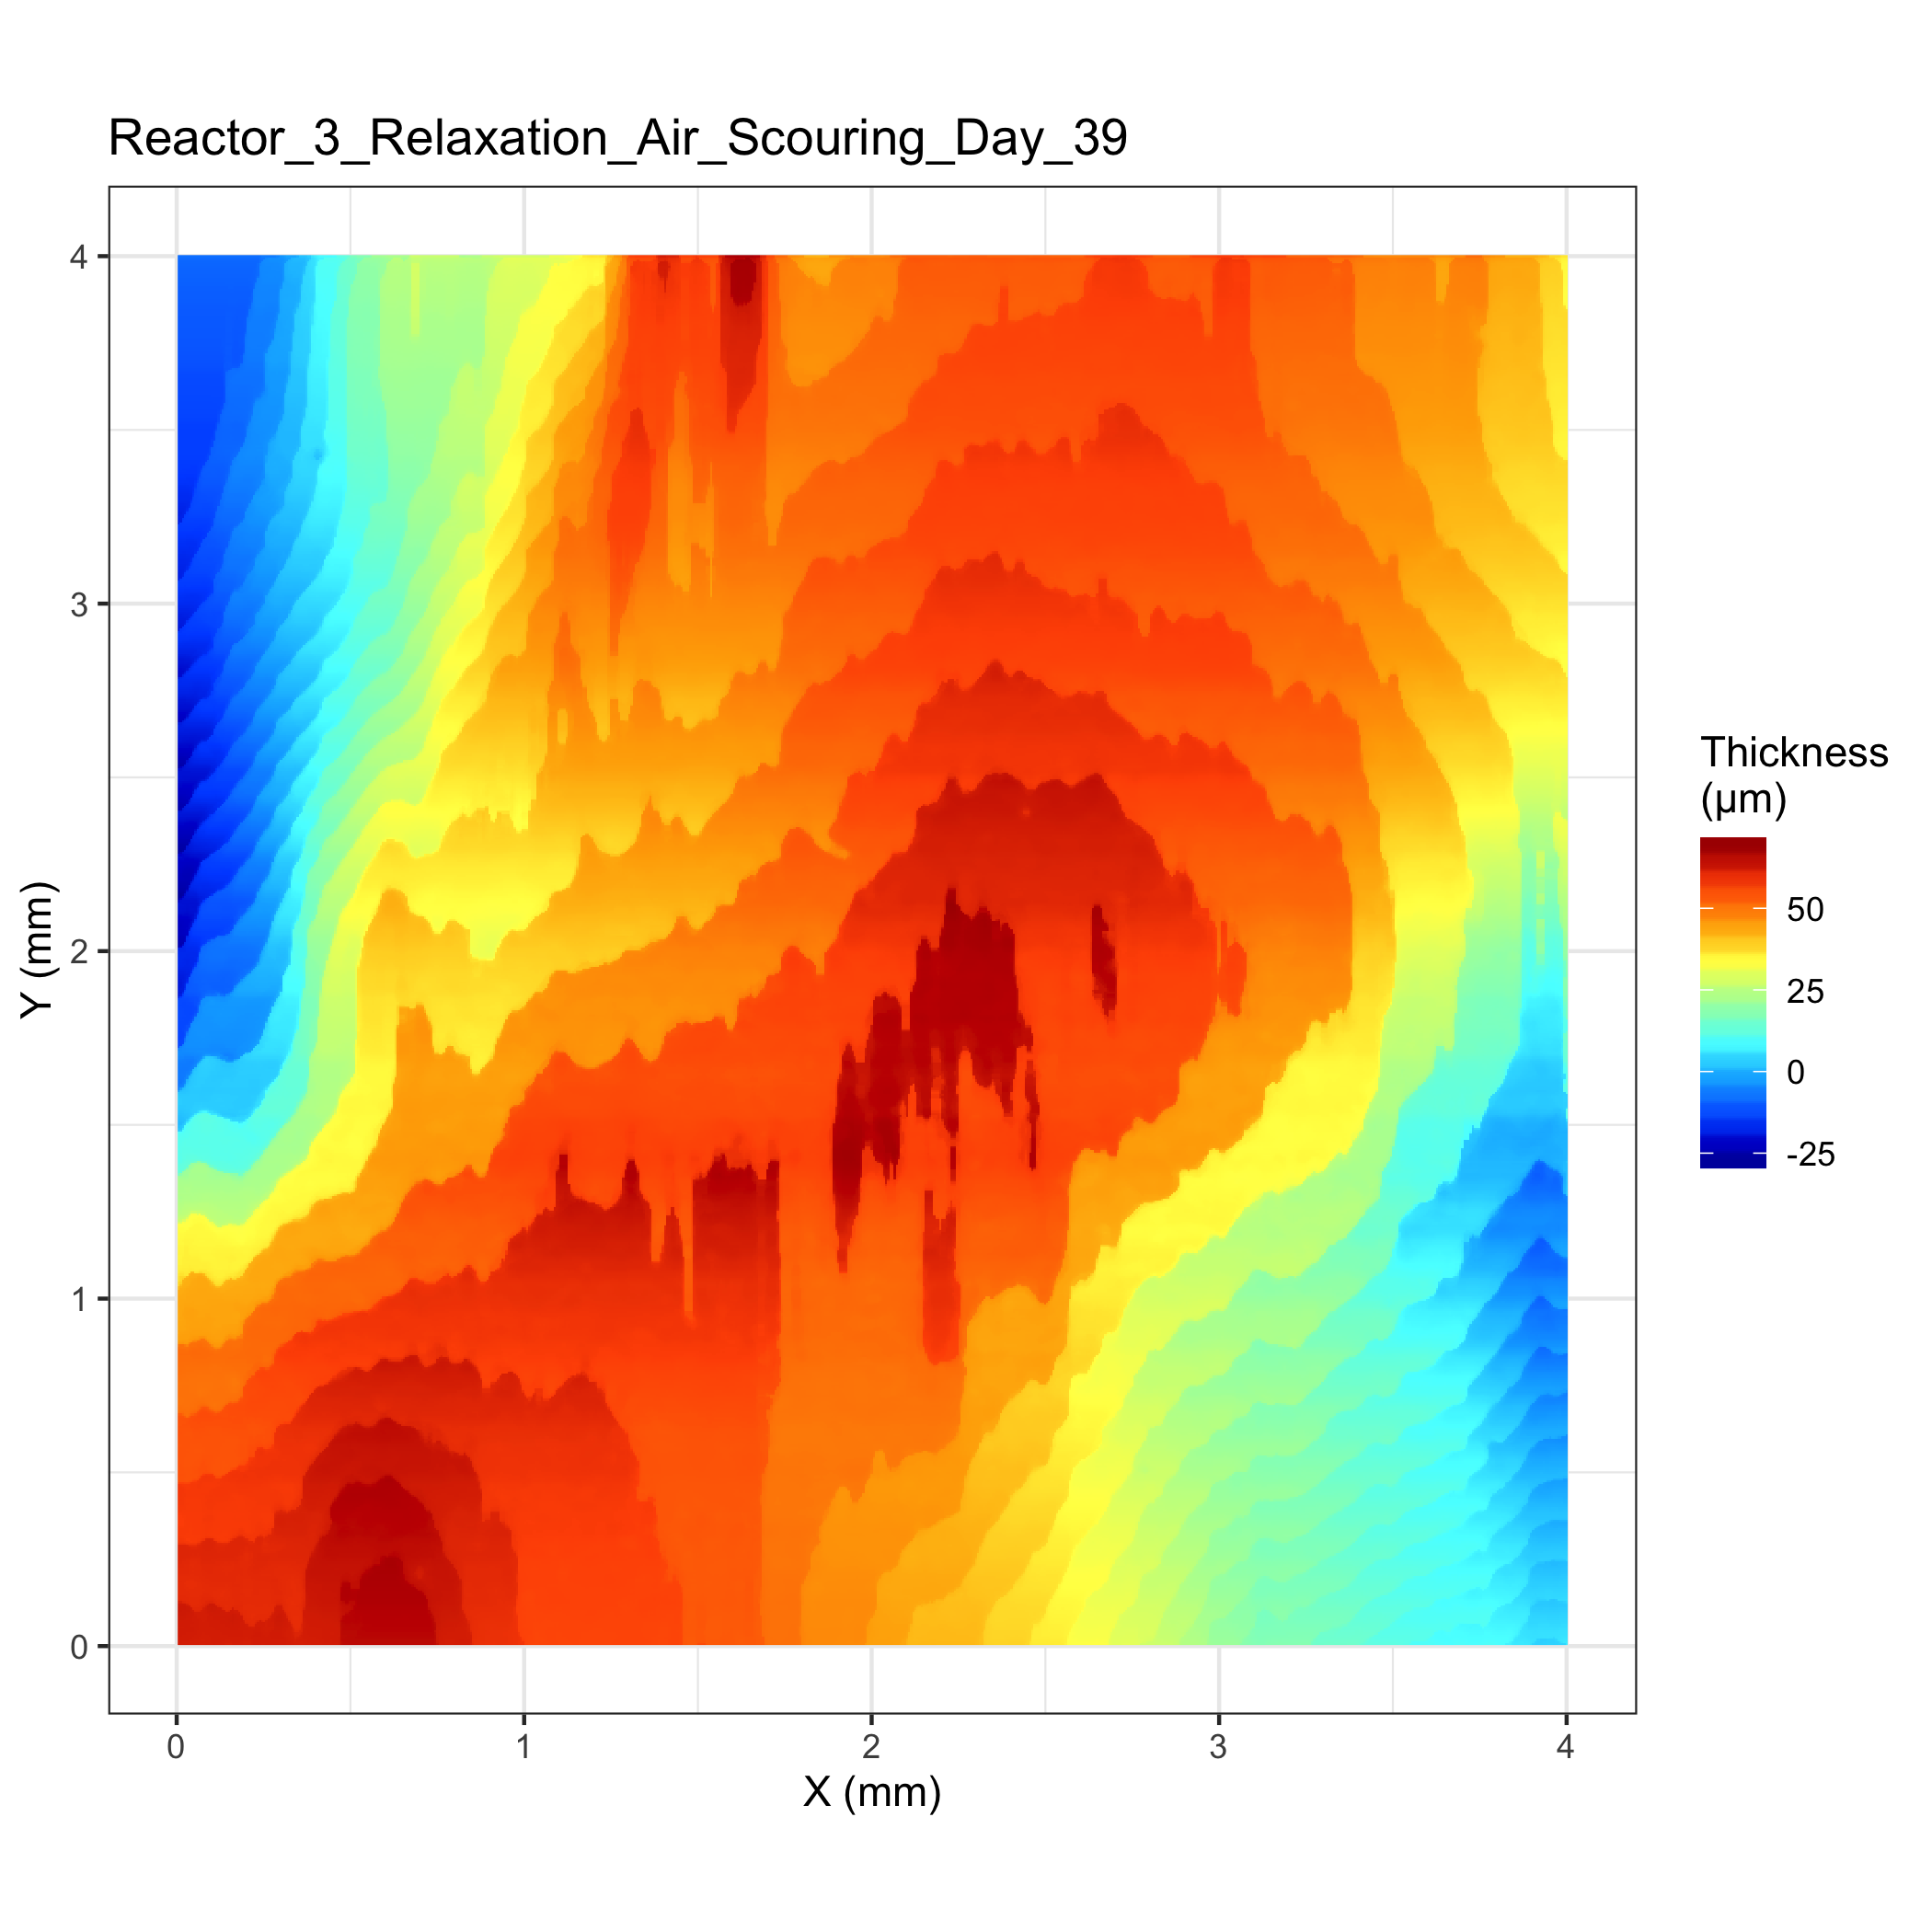 Reactor_3_Relaxation_Air_Scouring_Day_39
4
3
2
1
0
Y (mm)
0 1 2 3 4
X (mm)
Thickness
(μm)
50
25
0
-25